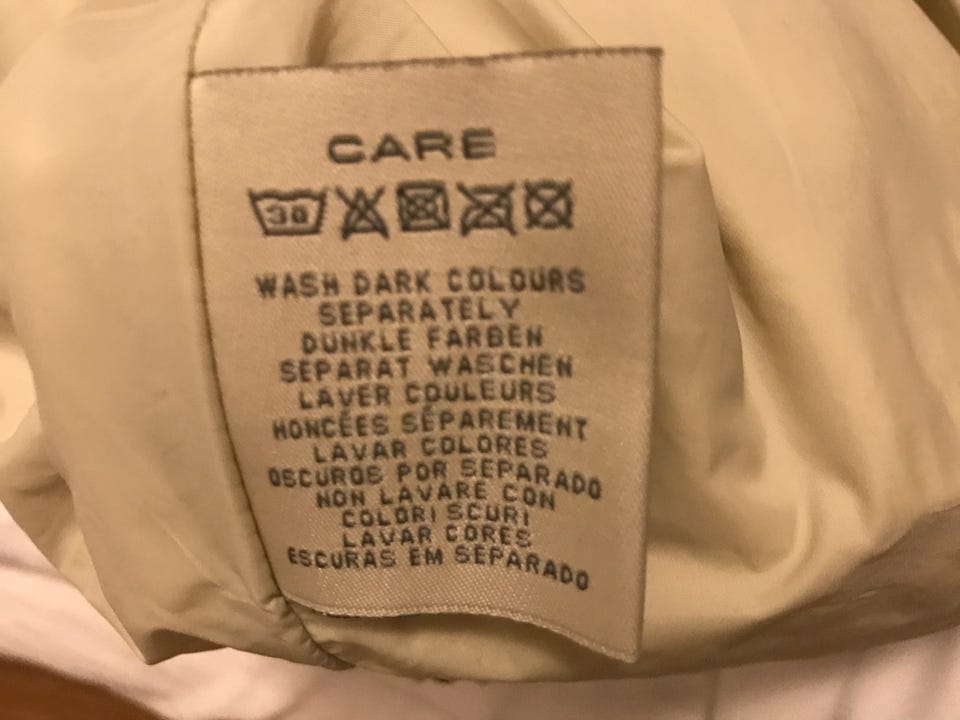 CARE
30
WASH DARK COLOURS
SEPARATELY
DUNKLE FARBEN
SEPARAT WASCHEN
LAVER COULEURS
HONCÉES SÉPAREMENT
LAVAR COLORES
OSCUROS POR SEPARADO
NON LAVARE CON
COLORI SCURI
LAVAR CORES
ESCURAS EM SEPARADO